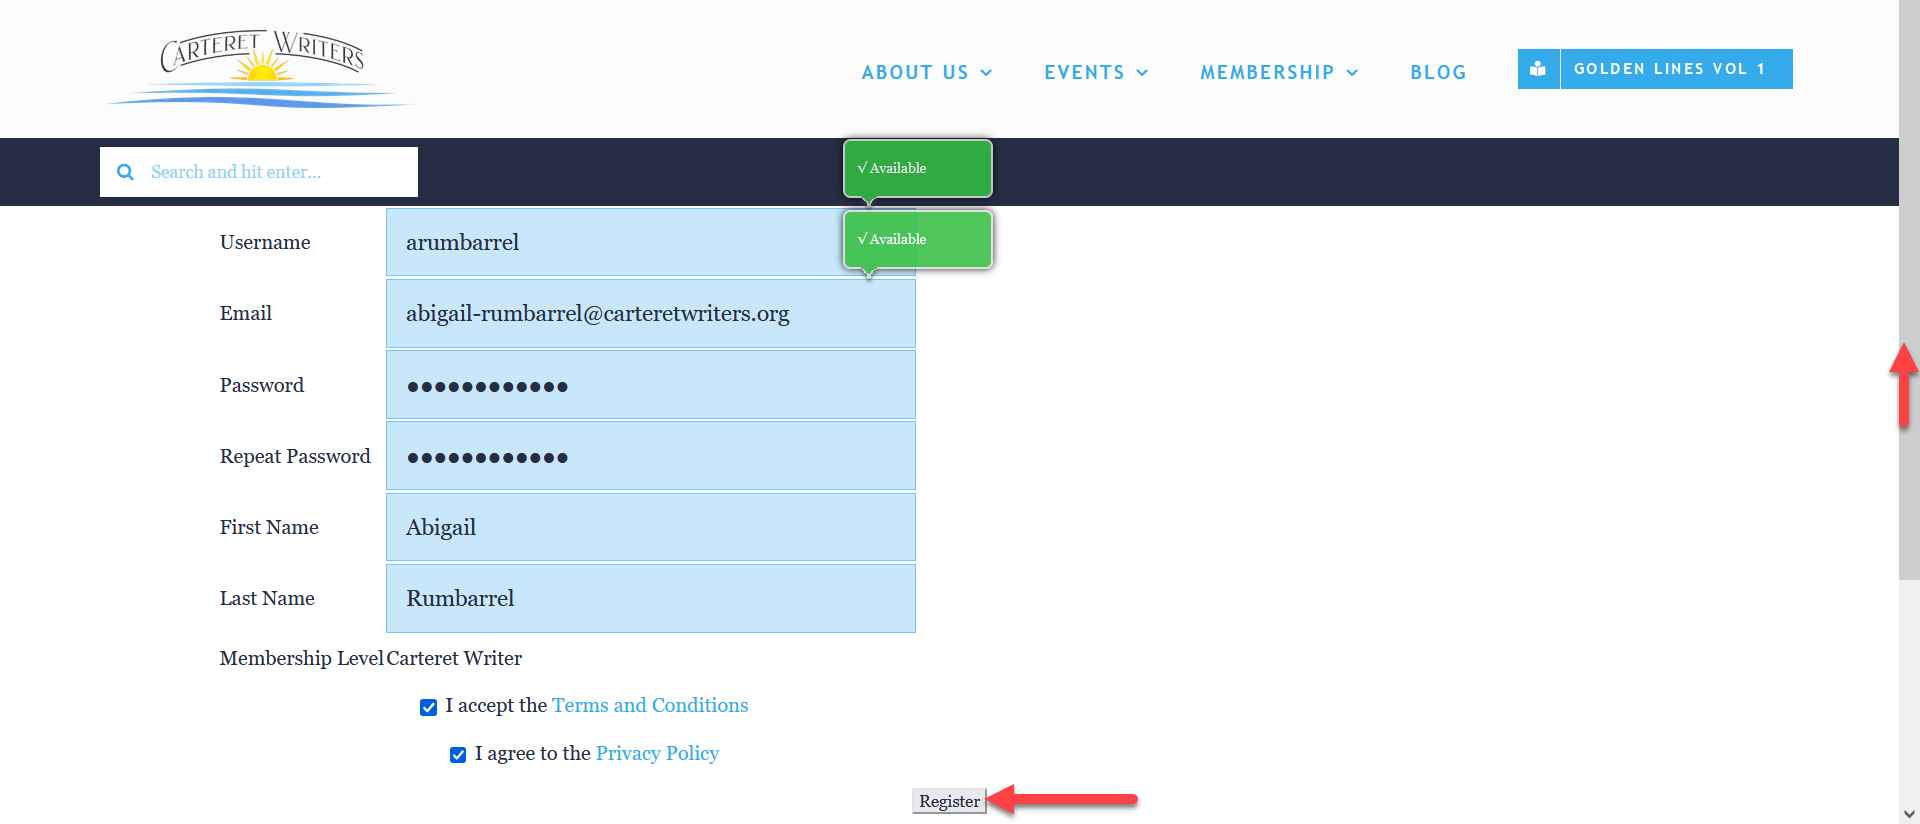 CARTERET WRITERS
ABOUT US
EVENTS
MEMBERSHIP
BLOG
GOLDEN LINES VOL 1
Search and hit enter...
√ Available
Username
arumbarrel
√ Available
Email
abigail-rumbarrel@carteretwriters.org
Password
●●●●●●●●●●●●
Repeat Password
●●●●●●●●●●●●
First Name
Abigail
Last Name
Rumbarrel
Membership Level Carteret Writer
I accept the Terms and Conditions
I agree to the Privacy Policy
Register